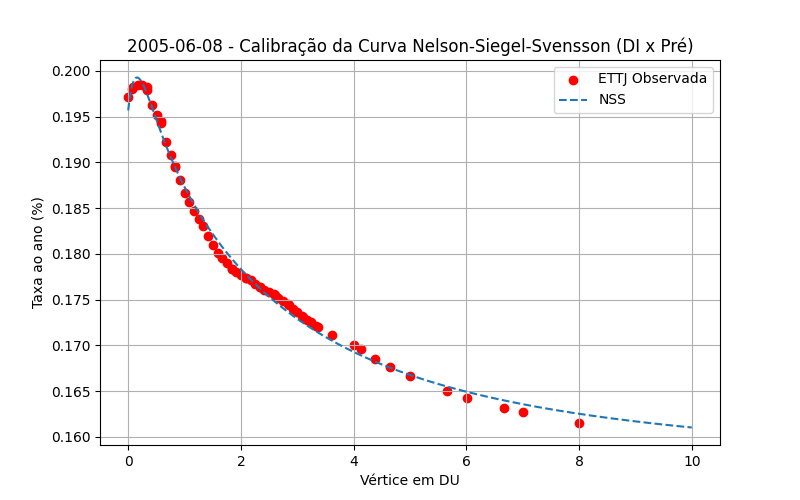 2005-06-08 - Calibração da Curva Nelson-Siegel-Svensson (DI x Pré)
ETTJ Observada
NSS
Taxa ao ano (%)
0.200
0.195
0.190
0.185
0.180
0.175
0.170
0.165
0.160
0 2 4 6 8 10
Vértice em DU